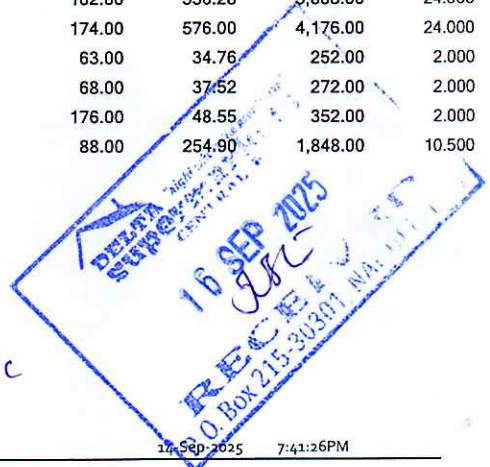 174.00 576.00 4,176.00 24.000
63.00 34.76 252.00 2.000
68.00 37.52 272.00 2.000
176.00 48.55 352.00 2.000
88.00 254.90 1,848.00 10.500
DELTA
CENTRAL
16 SEP 2025
P.O. Box 215-30301
14-Sep-2025 7:41:26PM